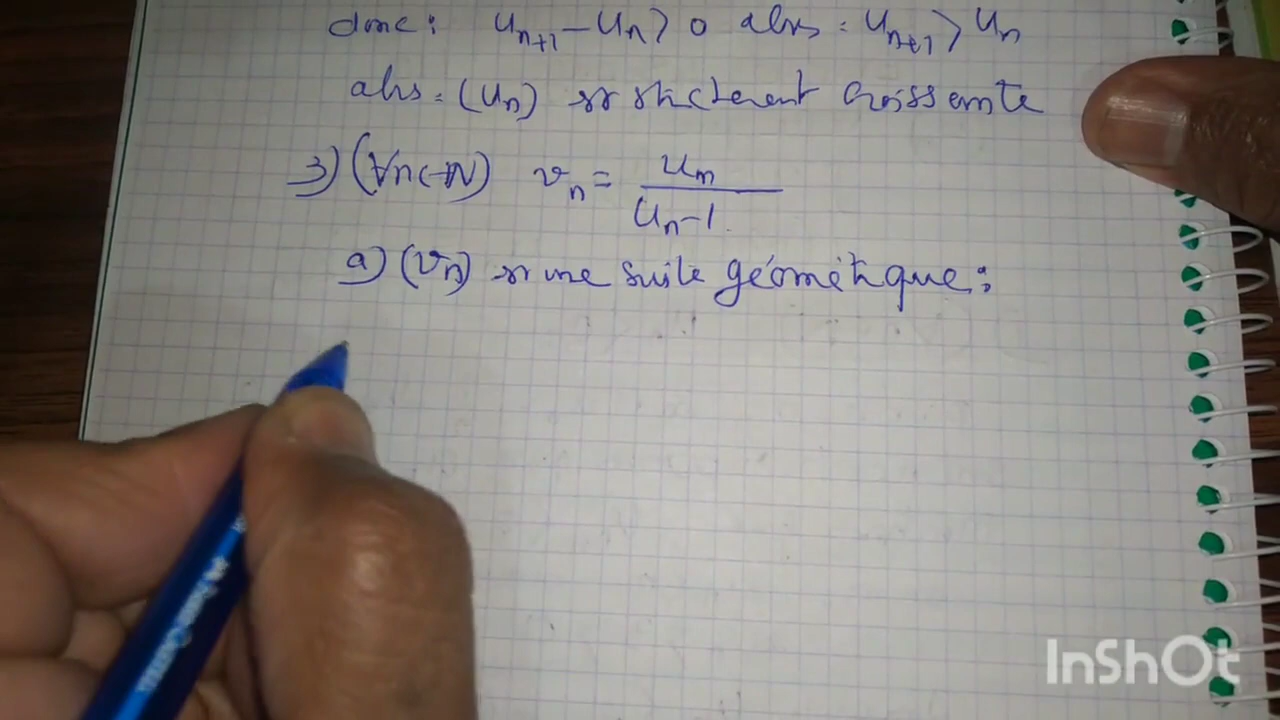 donc : Un+1 - Un > 0 alors : Un+1 > Un
alors : (Un) est strictement croissante
3) (∀n∈N) vn = Un / Un - 1
a) (vn) est une suite géométrique :
InShOt